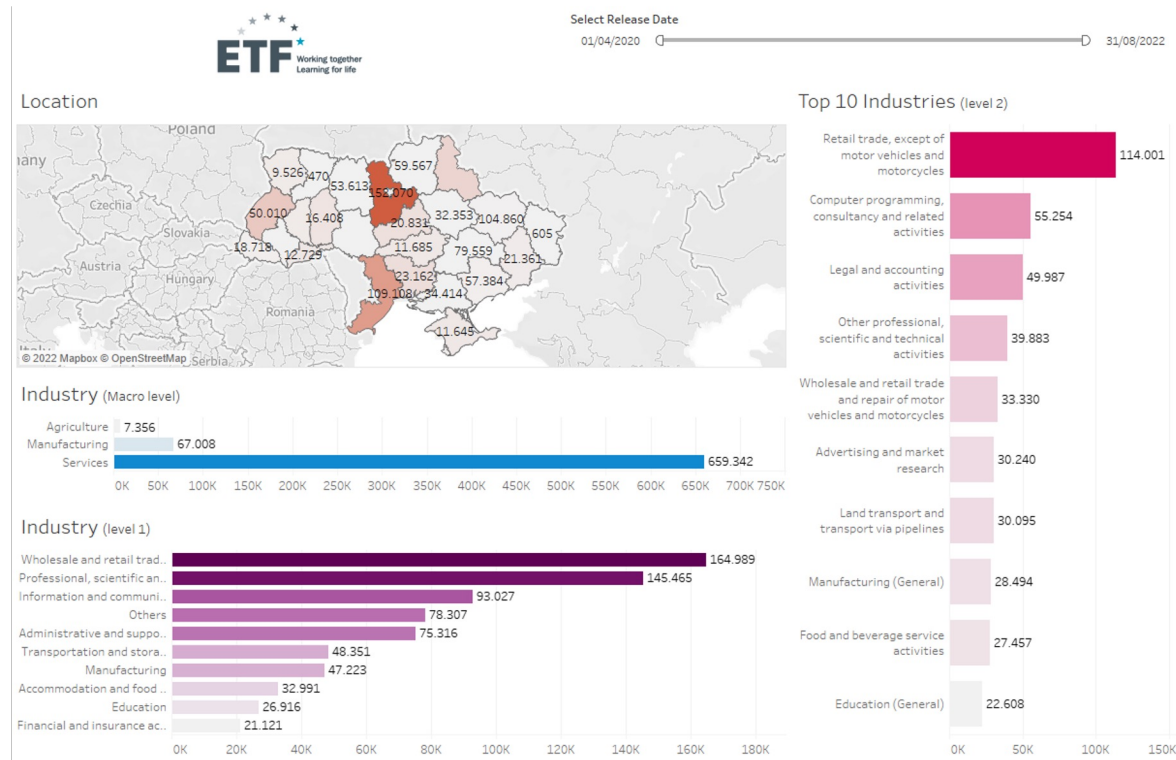 ETF Working together
Learning for life
Select Release Date
01/04/2020
31/08/2022
Location
Poland
Czechia
Slovakia
Austria
Hungary
Romania
Serbia
9.526
470
53.613
59.567
50.010
16.408
20.831
32.353
104.860
605
18.718
12.729
11.685
79.559
21.361
23.162
57.384
109.108
34.414
11.645
© 2022 Mapbox © OpenStreetMap
Industry (Macro level)
Agriculture 7.356
Manufacturing 67.008
Services 659.342
0K 50K 100K 150K 200K 250K 300K 350K 400K 450K 500K 550K 600K 650K 700K 750K
Industry (level 1)
Wholesale and retail trad.. 164.989
Professional, scientific an.. 145.465
Information and communi.. 93.027
Others 78.307
Administrative and suppo.. 75.316
Transportation and stora.. 48.351
Manufacturing 47.223
Accommodation and food .. 32.991
Education 26.916
Financial and insurance ac.. 21.121
0K 20K 40K 60K 80K 100K 120K 140K 160K 180K
Top 10 Industries (level 2)
Retail trade, except of
motor vehicles and
motorcycles
114.001
Computer programming,
consultancy and related
activities
55.254
Legal and accounting
activities
49.987
Other professional,
scientific and technical
activities
39.883
Wholesale and retail trade
and repair of motor
vehicles and motorcycles
33.330
Advertising and market
research
30.240
Land transport and
transport via pipelines
30.095
Manufacturing (General)
28.494
Food and beverage service
activities
27.457
Education (General)
22.608
0K 50K 100K 150K